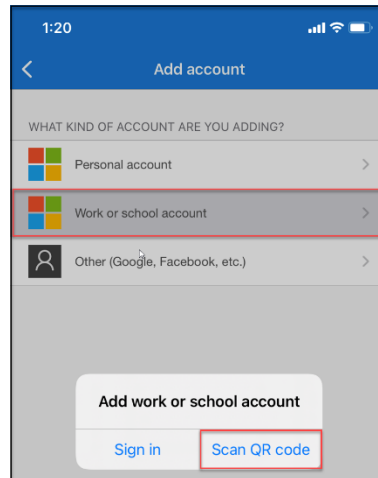 1:20
Add account
WHAT KIND OF ACCOUNT ARE YOU ADDING?
Personal account
Work or school account
Other (Google, Facebook, etc.)
Add work or school account
Sign in Scan QR code